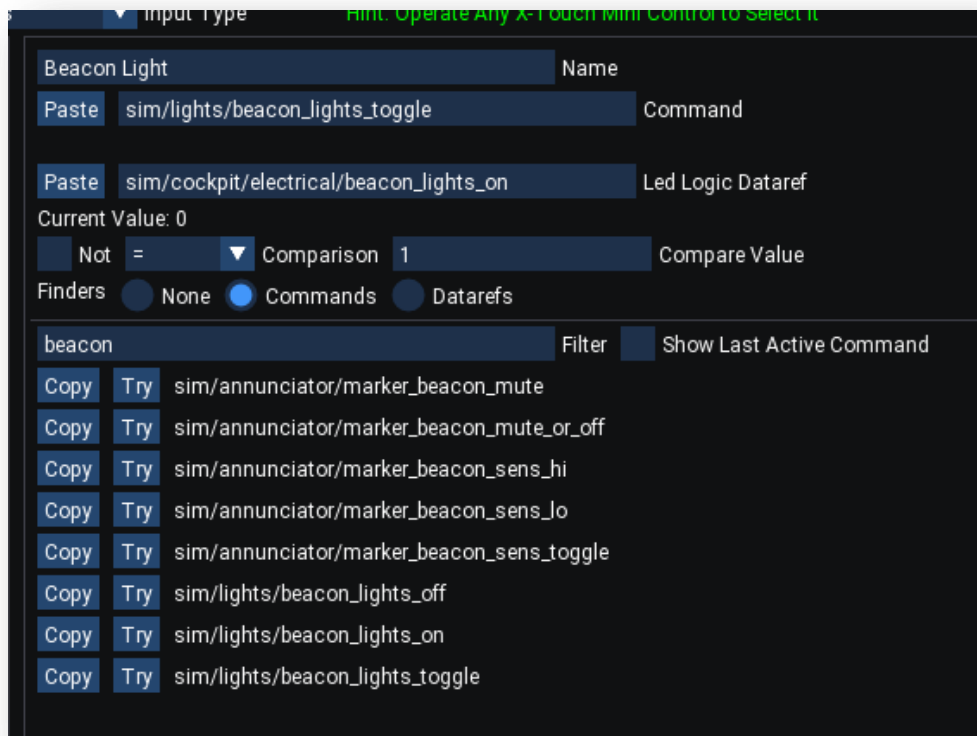 s Input Type Hint: Operate Any X-Touch Mini Control to Select It
Beacon Light Name
Paste sim/lights/beacon_lights_toggle Command
Paste sim/cockpit/electrical/beacon_lights_on Led Logic Dataref
Current Value: 0
Not = Comparison 1 Compare Value
Finders None Commands Datarefs
beacon Filter Show Last Active Command
Copy Try sim/annunciator/marker_beacon_mute
Copy Try sim/annunciator/marker_beacon_mute_or_off
Copy Try sim/annunciator/marker_beacon_sens_hi
Copy Try sim/annunciator/marker_beacon_sens_lo
Copy Try sim/annunciator/marker_beacon_sens_toggle
Copy Try sim/lights/beacon_lights_off
Copy Try sim/lights/beacon_lights_on
Copy Try sim/lights/beacon_lights_toggle